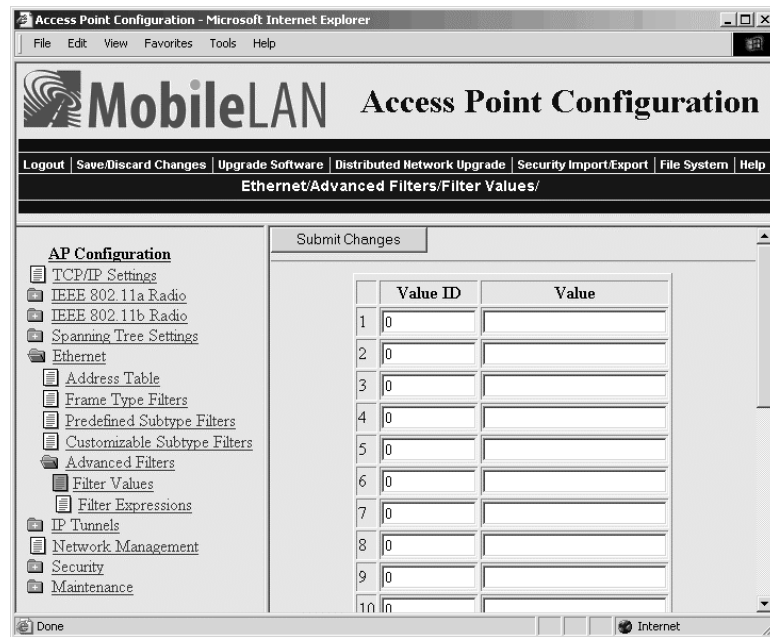 Access Point Configuration - Microsoft Internet Explorer
File Edit View Favorites Tools Help
MobileLAN Access Point Configuration
Logout | Save/Discard Changes | Upgrade Software | Distributed Network Upgrade | Security Import/Export | File System | Help
Ethernet/Advanced Filters/Filter Values/
AP Configuration
TCP/IP Settings
IEEE 802.11a Radio
IEEE 802.11b Radio
Spanning Tree Settings
Ethernet
Address Table
Frame Type Filters
Predefined Subtype Filters
Customizable Subtype Filters
Advanced Filters
Filter Values
Filter Expressions
IP Tunnels
Network Management
Security
Maintenance
Submit Changes
Value ID Value
1 0
2 0
3 0
4 0
5 0
6 0
7 0
8 0
9 0
10 0
Done Internet